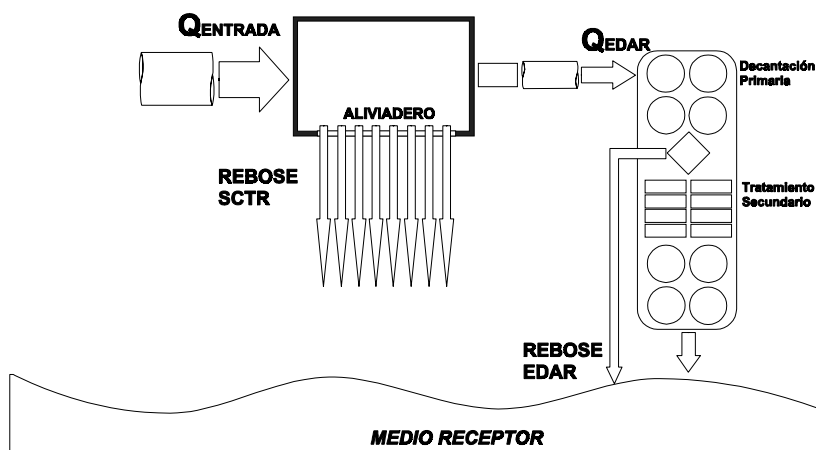 QENTRADA
QEDAR
Decantación
Primaria
ALIVIADERO
REBOSE
SCTR
Tratamiento
Secundario
REBOSE
EDAR
MEDIO RECEPTOR